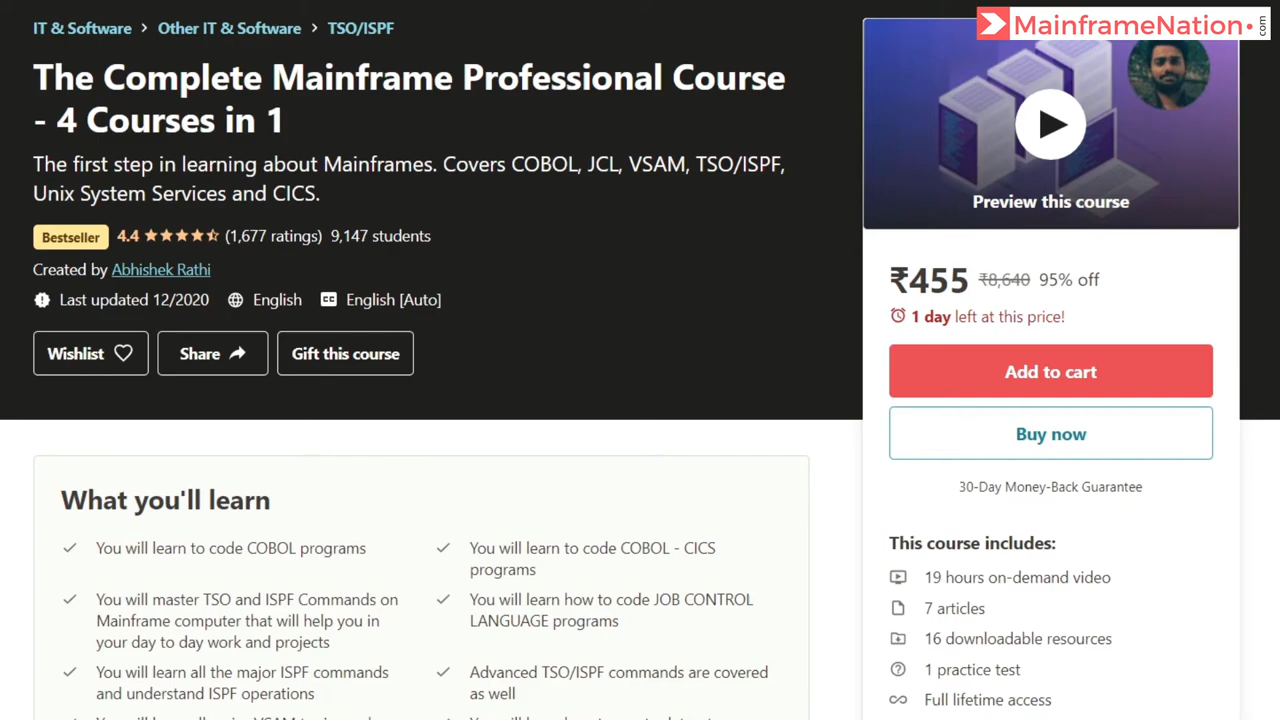 IT & Software > Other IT & Software > TSO/ISPF
MainframeNation.com
The Complete Mainframe Professional Course
- 4 Courses in 1
The first step in learning about Mainframes. Covers COBOL, JCL, VSAM, TSO/ISPF,
Unix System Services and CICS.
Bestseller 4.4 (1,677 ratings) 9,147 students
Created by Abhishek Rathi
Last updated 12/2020 English CC English [Auto]
Wishlist Share Gift this course
Preview this course
₹455 ₹8,640 95% off
1 day left at this price!
Add to cart
Buy now
30-Day Money-Back Guarantee
This course includes:
19 hours on-demand video
7 articles
16 downloadable resources
1 practice test
Full lifetime access
What you'll learn
You will learn to code COBOL programs
You will master TSO and ISPF Commands on
Mainframe computer that will help you in
your day to day work and projects
You will learn all the major ISPF commands
and understand ISPF operations
You will learn to code COBOL - CICS
programs
You will learn how to code JOB CONTROL
LANGUAGE programs
Advanced TSO/ISPF commands are covered
as well